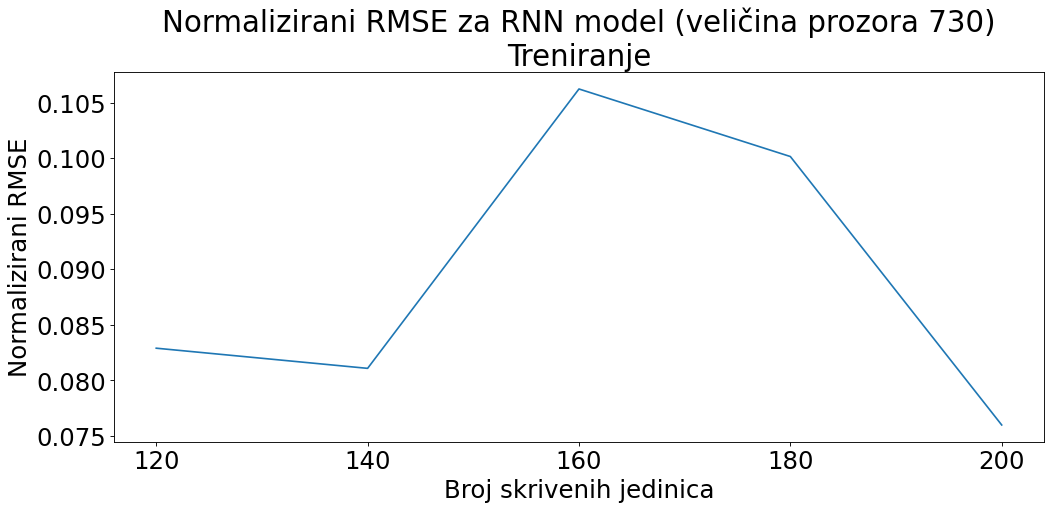 Normalizirani RMSE za RNN model (veličina prozora 730)
Treniranje
Normalizirani RMSE
0.105
0.100
0.095
0.090
0.085
0.080
0.075
120 140 160 180 200
Broj skrivenih jedinica